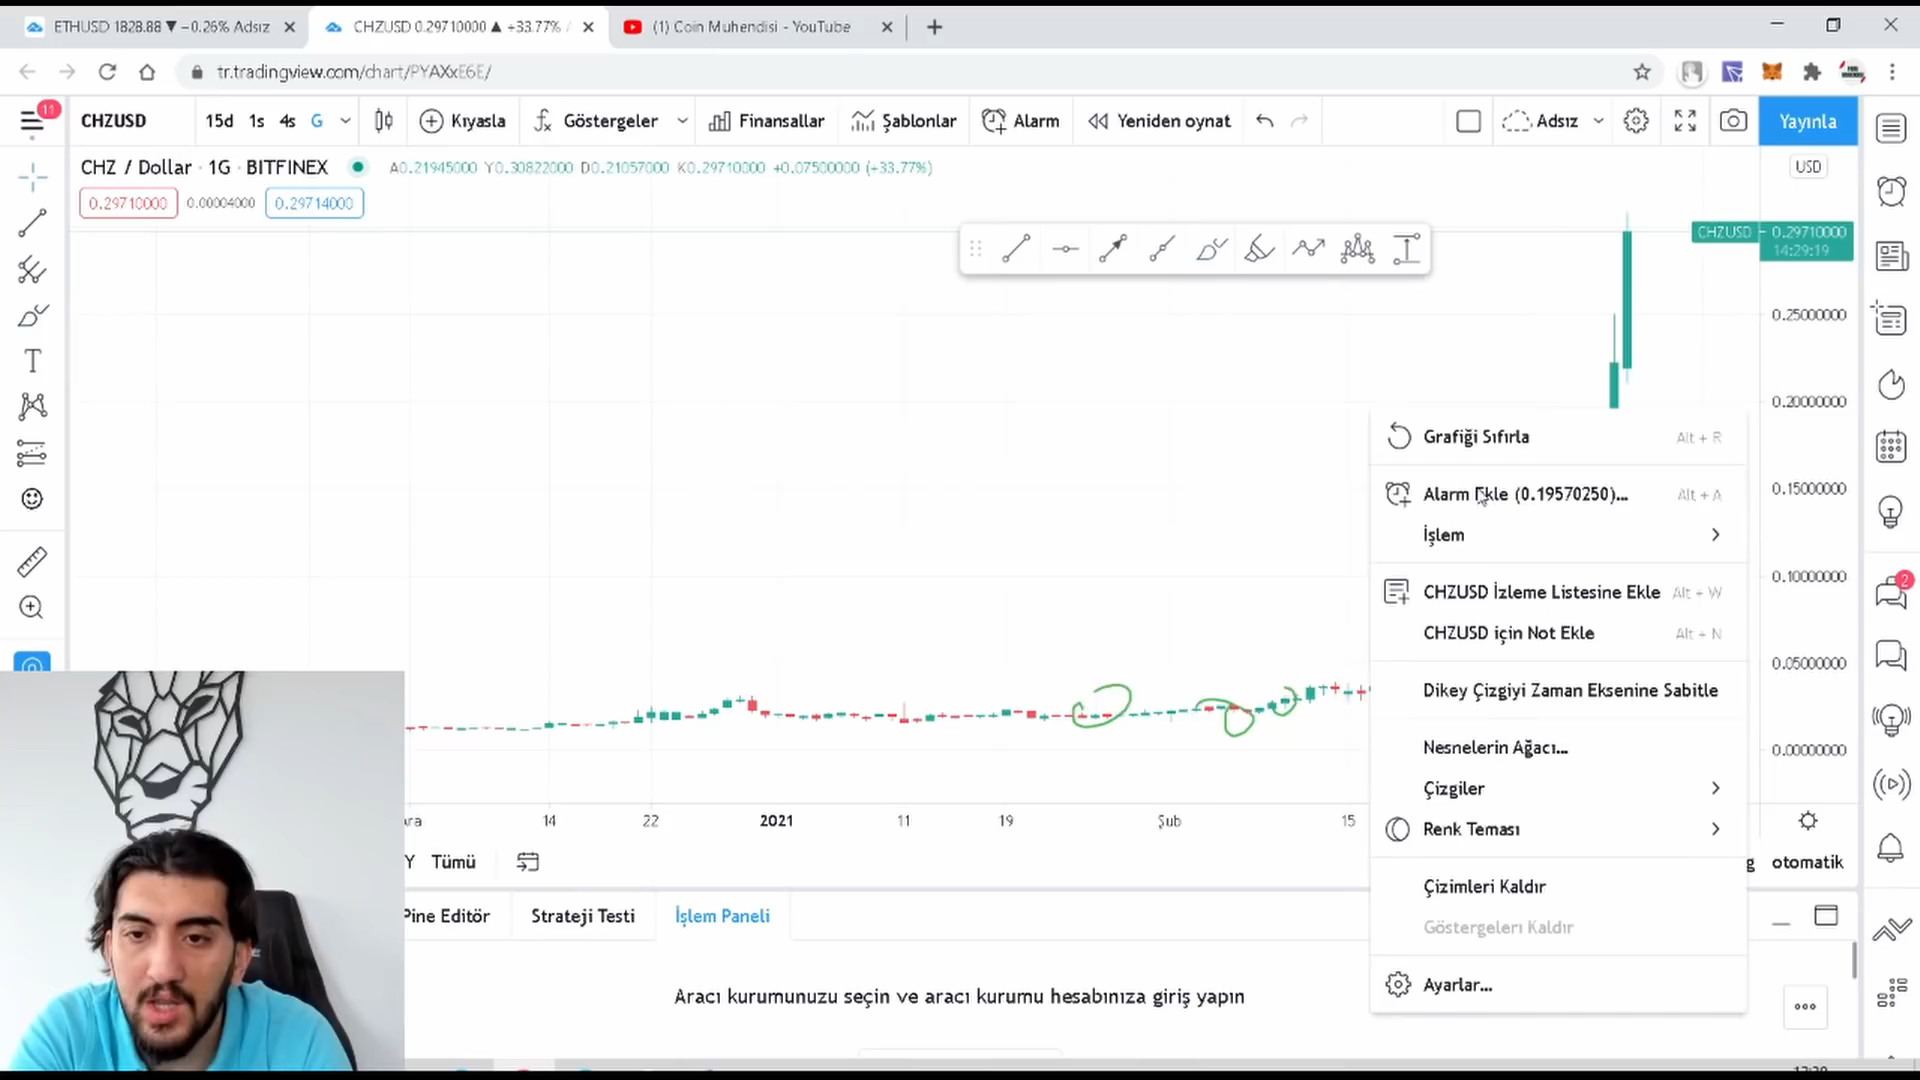 ETHUSD 1828.88 ▼ −0.26% Adsız
CHZUSD 0.29710000 ▲ +33.77% /
(1) Coin Muhendisi - YouTube
tr.tradingview.com/chart/PYAXxE6E/
11
CHZUSD
15d 1s 4s G
Kıyasla
Göstergeler
Finansallar
Şablonlar
Alarm
Yeniden oynat
Adsız
Yayınla
CHZ / Dollar · 1G · BITFINEX
A0.21945000 Y0.30822000 D0.21057000 K0.29710000 +0.07500000 (+33.77%)
USD
0.29710000 0.00004000 0.29714000
CHZUSD 0.29710000
14:29:19
0.25000000
0.20000000
0.15000000
0.10000000
0.05000000
0.00000000
Grafiği Sıfırla Alt + R
Alarm Ekle (0.19570250)... Alt + A
İşlem
CHZUSD İzleme Listesine Ekle Alt + W
CHZUSD için Not Ekle Alt + N
Dikey Çizgiyi Zaman Eksenine Sabitle
Nesnelerin Ağacı...
Çizgiler
Renk Teması
Çizimleri Kaldır
Göstergeleri Kaldır
Ayarlar...
2
ara 14 22 2021 11 19 Şub 15
Y Tümü
g otomatik
Pine Editör
Strateji Testi
İşlem Paneli
Aracı kurumunuzu seçin ve aracı kurumu hesabınıza giriş yapın